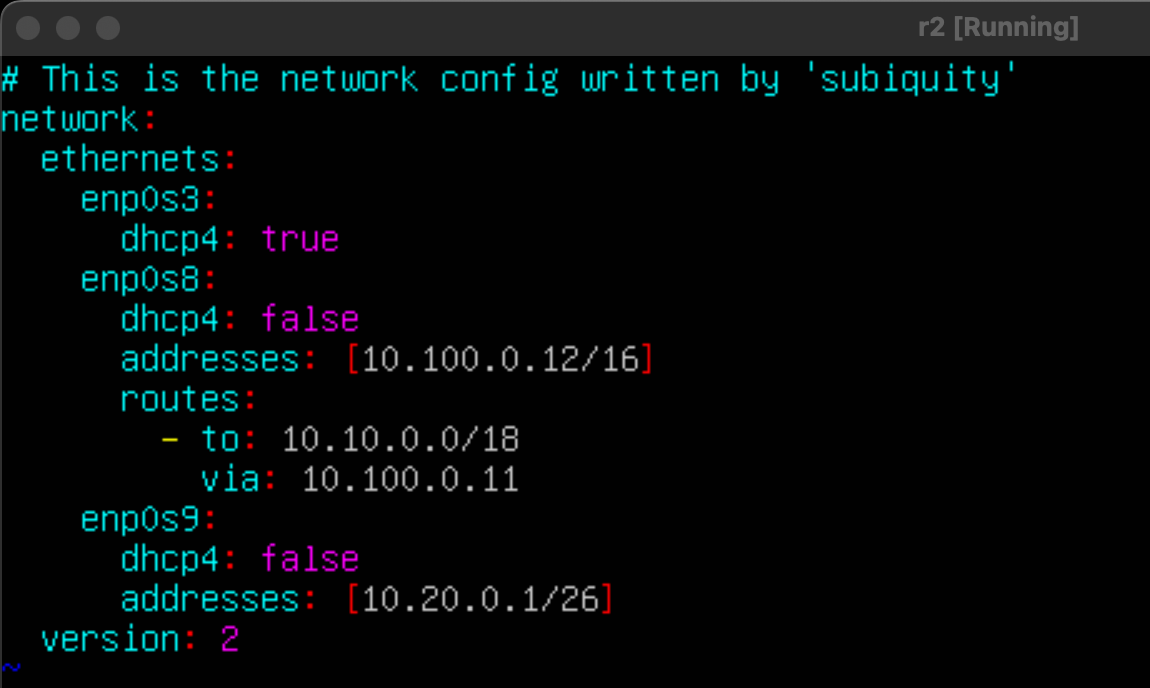 r2 [Running]
# This is the network config written by 'subiquity'
network:
  ethernets:
    enp0s3:
      dhcp4: true
    enp0s8:
      dhcp4: false
      addresses: [10.100.0.12/16]
      routes:
        - to: 10.10.0.0/18
          via: 10.100.0.11
    enp0s9:
      dhcp4: false
      addresses: [10.20.0.1/26]
  version: 2
~